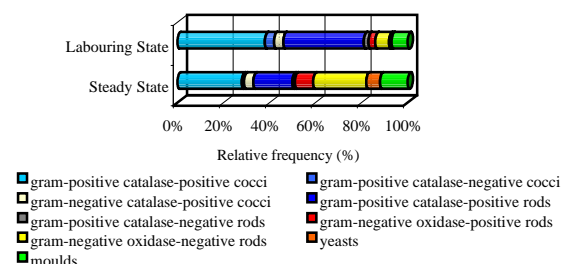 Labouring State
Steady State
0% 20% 40% 60% 80% 100%
Relative frequency (%)
gram-positive catalase-positive cocci gram-positive catalase-negative cocci
gram-negative catalase-positive cocci gram-positive catalase-positive rods
gram-positive catalase-negative rods gram-negative oxidase-positive rods
gram-negative oxidase-negative rods yeasts
moulds